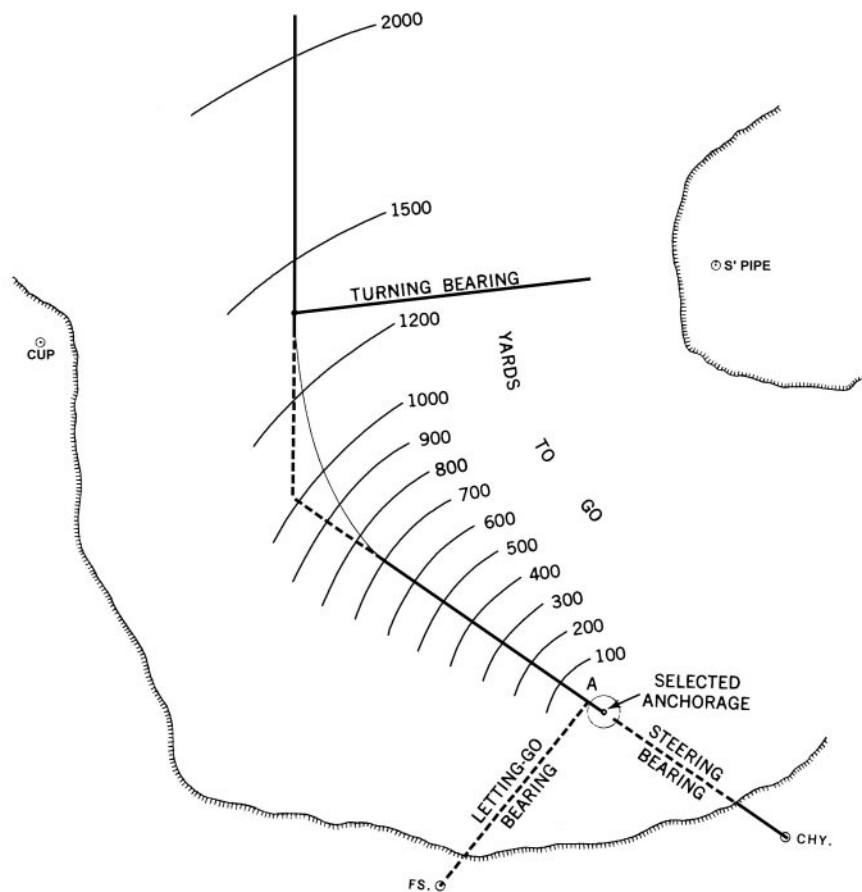 2000
1500
S' PIPE
TURNING BEARING
1200
CUP
YARDS
TO
GO
1000
900
800
700
600
500
400
300
200
100
A
SELECTED
ANCHORAGE
STEERING
BEARING
LETTING-GO
BEARING
CHY.
FS.